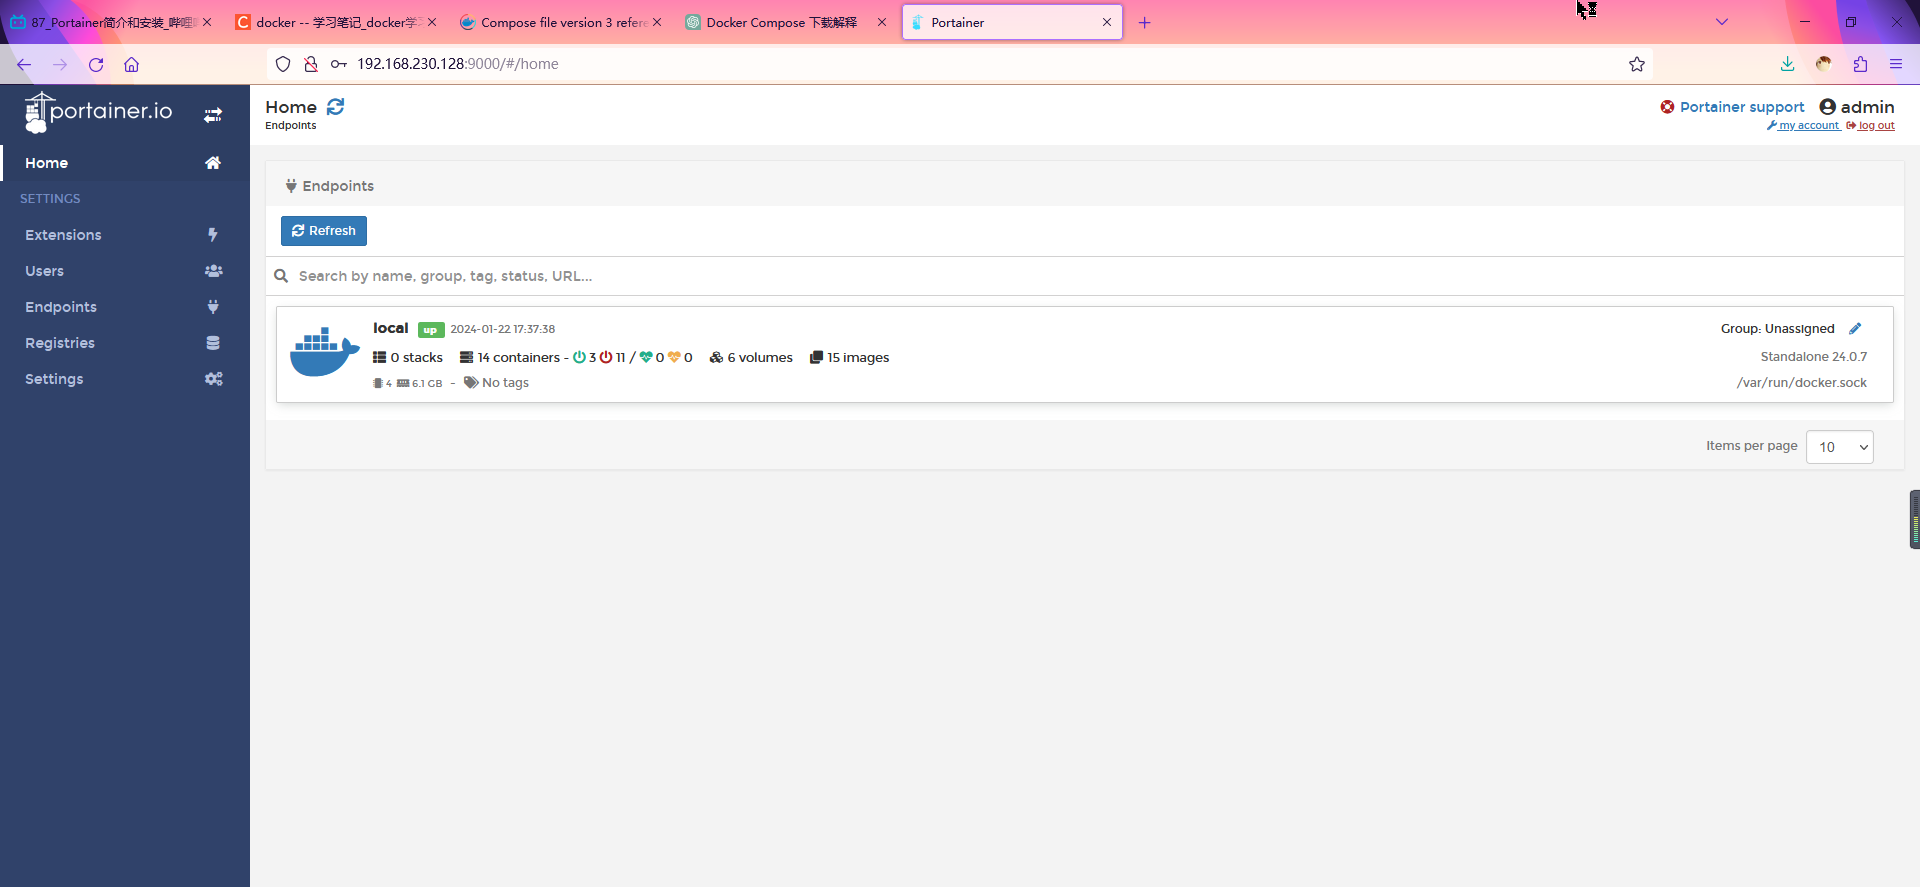 87_Portainer简介和安装_哔哩
docker -- 学习笔记_docker学习
Compose file version 3 refere
Docker Compose 下载解释
Portainer
192.168.230.128:9000/#/home
portainer.io
Home
SETTINGS
Extensions
Users
Endpoints
Registries
Settings
Home
Endpoints
Portainer support
admin
my account
log out
Endpoints
Refresh
Search by name, group, tag, status, URL...
local up 2024-01-22 17:37:38
Group: Unassigned
0 stacks 14 containers - 3 11 / 0 0 6 volumes 15 images
Standalone 24.0.7
4 6.1 GB - No tags
/var/run/docker.sock
Items per page 10